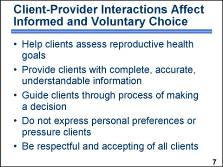 Client-Provider Interactions Affect
Informed and Voluntary Choice
• Help clients assess reproductive health
goals
• Provide clients with complete, accurate,
understandable information
• Guide clients through process of making
a decision
• Do not express personal preferences or
pressure clients
• Be respectful and accepting of all clients
7